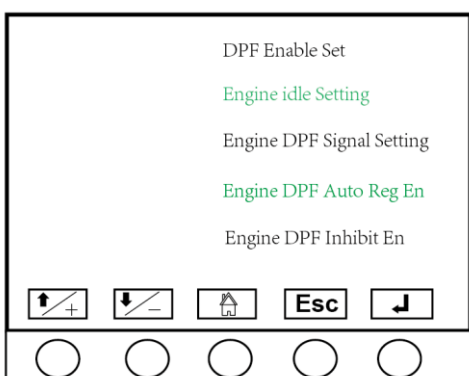 DPF Enable Set
Engine idle Setting
Engine DPF Signal Setting
Engine DPF Auto Reg En
Engine DPF Inhibit En
+ - Esc